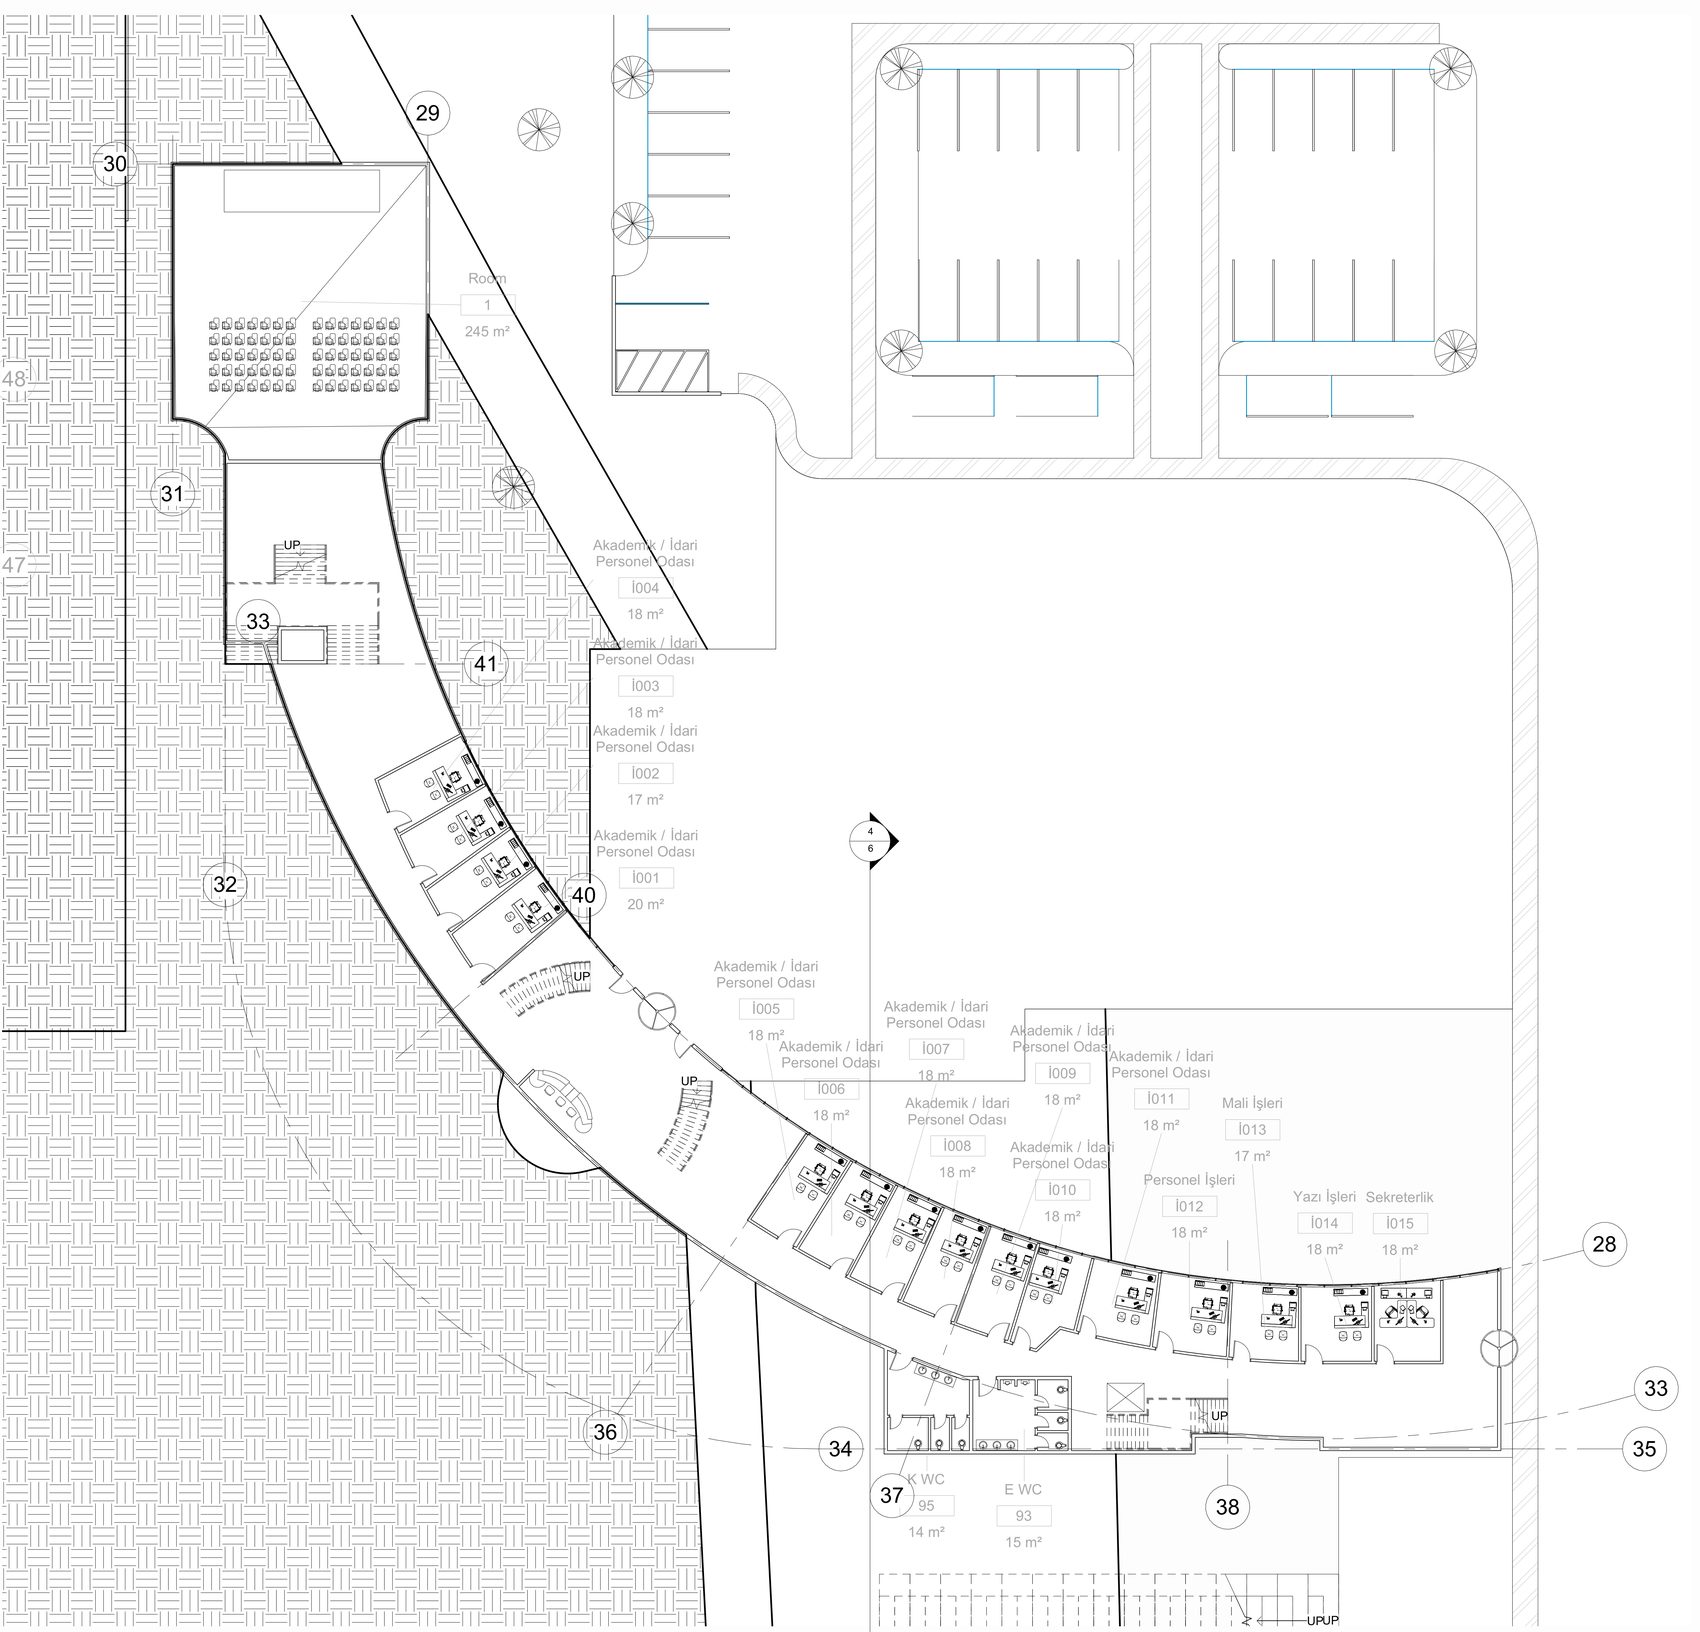 29
30
Room
1
245 m²
48
31
UP
47
Akademik / İdari
Personel Odası
İ004
18 m²
33
Akademik / İdari
Personel Odası
İ003
18 m²
41
Akademik / İdari
Personel Odası
İ002
17 m²
Akademik / İdari
Personel Odası
İ001
20 m²
4
6
32
40
UP
Akademik / İdari
Personel Odası
İ005
18 m²
Akademik / İdari
Personel Odası
İ006
18 m²
Akademik / İdari
Personel Odası
İ007
18 m²
Akademik / İdari
Personel Odası
İ008
18 m²
Akademik / İdari
Personel Odası
İ009
18 m²
Akademik / İdari
Personel Odası
İ010
18 m²
Akademik / İdari
Personel Odası
İ011
18 m²
UP
Mali İşleri
İ013
17 m²
Personel İşleri
İ012
18 m²
Yazı İşleri
İ014
18 m²
Sekreterlik
İ015
18 m²
28
33
UP
36
34
35
37
K WC
95
14 m²
E WC
93
15 m²
38
UP
UP